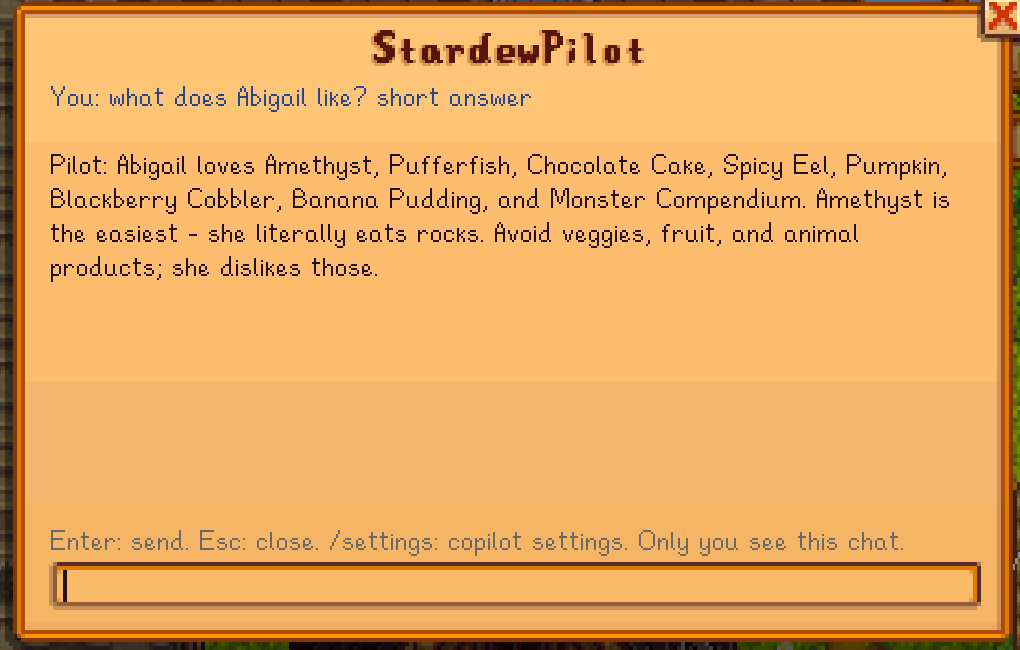 StardewPilot
You: what does Abigail like? short answer
Pilot: Abigail loves Amethyst, Pufferfish, Chocolate Cake, Spicy Eel, Pumpkin,
Blackberry Cobbler, Banana Pudding, and Monster Compendium. Amethyst is
the easiest - she literally eats rocks. Avoid veggies, fruit, and animal
products; she dislikes those.
Enter: send. Esc: close. /settings: copilot settings. Only you see this chat.